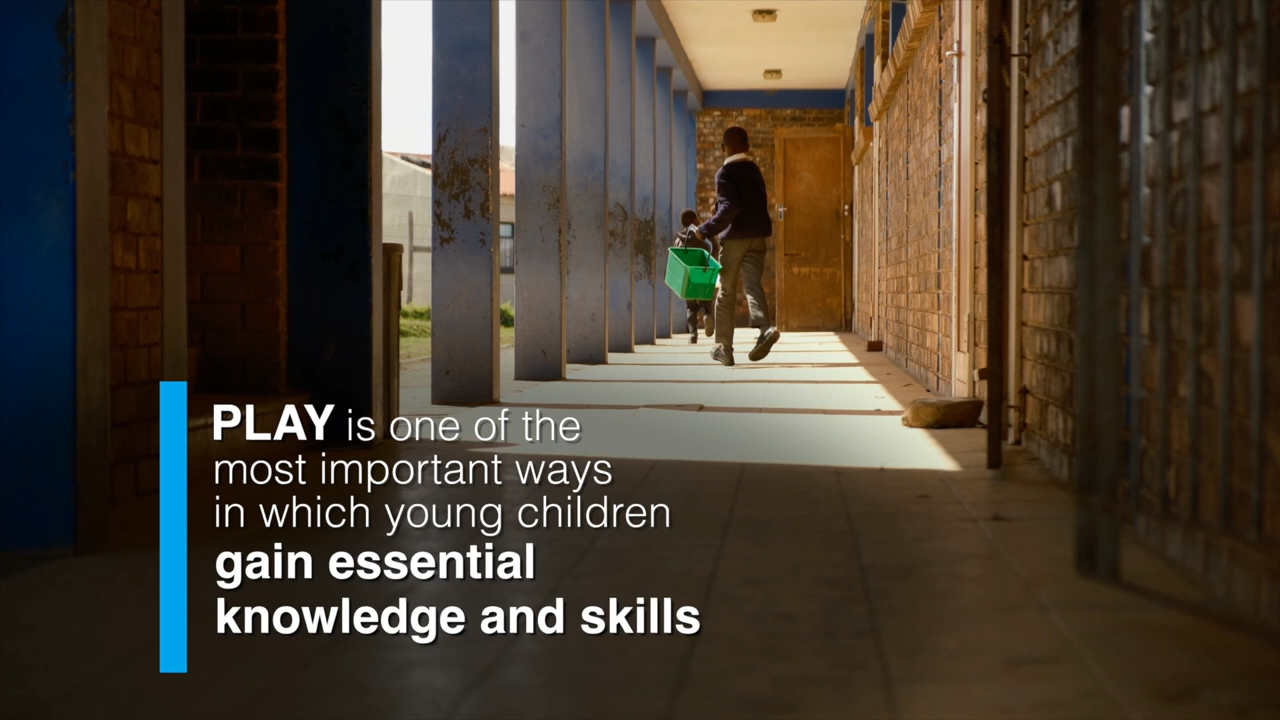 PLAY is one of the
most important ways
in which young children
gain essential
knowledge and skills